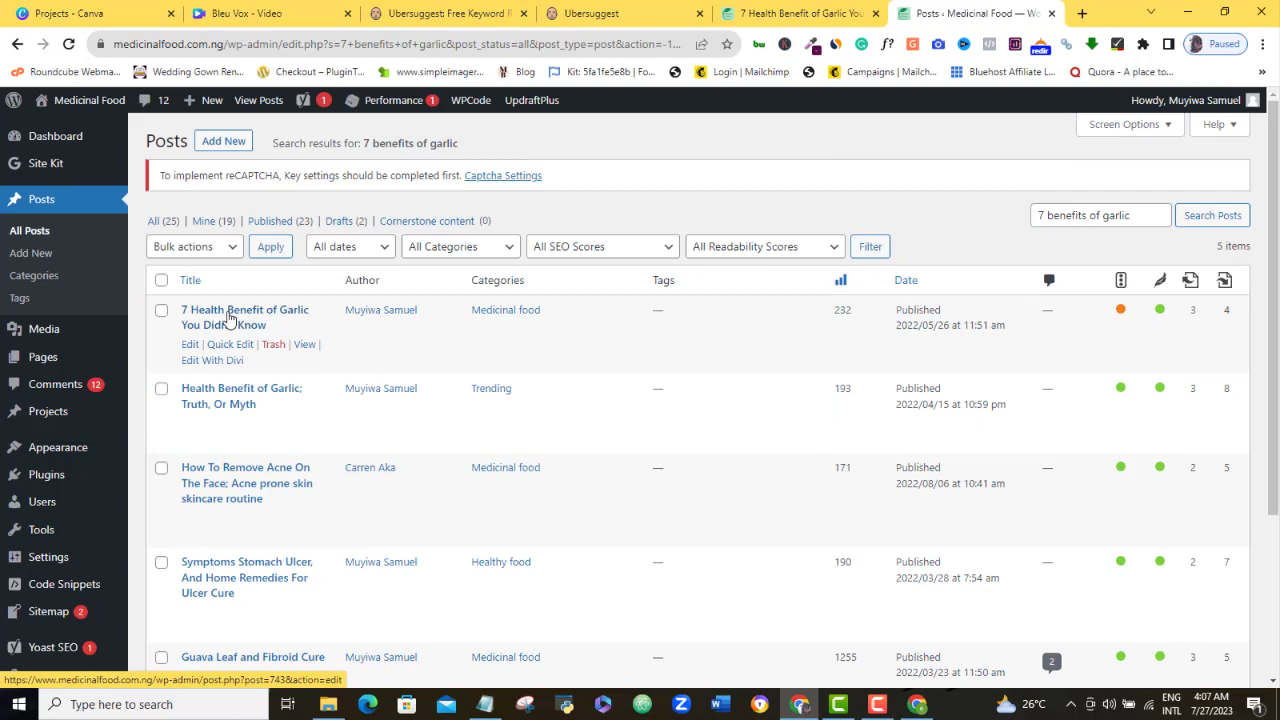 Projects - Canva
Bleu Vox - Video
Ubersuggest: Free Keyword R
Ubersuggest
7 Health Benefit of Garlic You
Posts ‹ Medicinal Food — Wo
medicinalfood.com.ng/wp-admin/edit.php?s=7+benefits+of+garlic&post_status=all&post_type=post&action=-1...
Paused
Roundcube Webma...
Wedding Gown Ren...
Checkout – PluginT...
www.simpleimager...
Blog
Kit: 5fa1fe5e8b | Fo...
Login | Mailchimp
Campaigns | Mailch...
Bluehost Affiliate L...
Quora - A place to...
Medicinal Food
12
New
View Posts
1
Performance 1
WPCode
UpdraftPlus
Howdy, Muyiwa Samuel
Dashboard
Site Kit
Posts
All Posts
Add New
Categories
Tags
Media
Pages
Comments 12
Projects
Appearance
Plugins
Users
Tools
Settings
Code Snippets
Sitemap 2
Yoast SEO 1
Screen Options
Help
Posts
Add New
Search results for: 7 benefits of garlic
To implement reCAPTCHA, Key settings should be completed first. Captcha Settings
All (25) | Mine (19) | Published (23) | Drafts (2) | Cornerstone content (0)
7 benefits of garlic
Search Posts
Bulk actions
Apply
All dates
All Categories
All SEO Scores
All Readability Scores
Filter
5 items
Title
Author
Categories
Tags
Date
7 Health Benefit of Garlic
You Didn't Know
Edit | Quick Edit | Trash | View |
Edit With Divi
Muyiwa Samuel
Medicinal food
—
232
Published
2022/05/26 at 11:51 am
—
3
4
Health Benefit of Garlic;
Truth, Or Myth
Muyiwa Samuel
Trending
—
193
Published
2022/04/15 at 10:59 pm
—
3
8
How To Remove Acne On
The Face; Acne prone skin
skincare routine
Carren Aka
Medicinal food
—
171
Published
2022/08/06 at 10:41 am
—
2
5
Symptoms Stomach Ulcer,
And Home Remedies For
Ulcer Cure
Muyiwa Samuel
Healthy food
—
190
Published
2022/03/28 at 7:54 am
—
2
7
Guava Leaf and Fibroid Cure
Muyiwa Samuel
Medicinal food
—
1255
Published
2022/03/23 at 11:50 am
2
3
5
https://www.medicinalfood.com.ng/wp-admin/post.php?post=743&action=edit
Type here to search
26°C
ENG
INTL
4:07 AM
7/27/2023